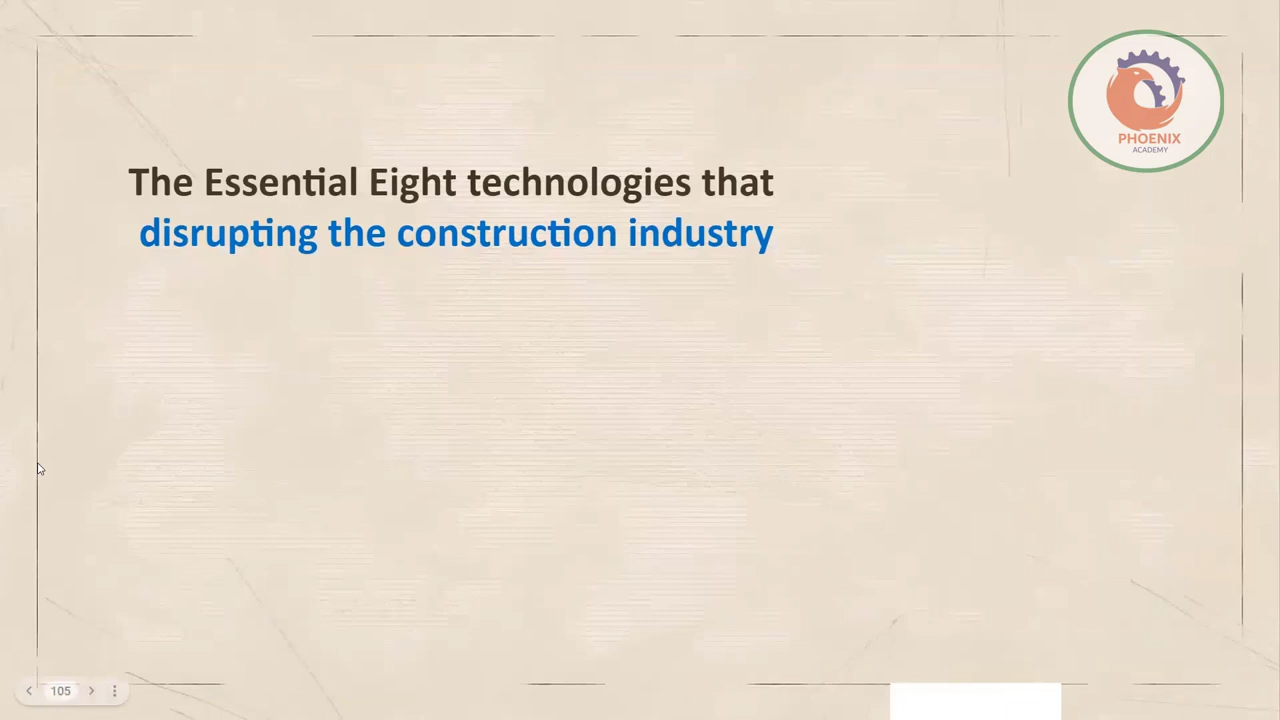 PHOENIX
ACADEMY
The Essential Eight technologies that
disrupting the construction industry
105